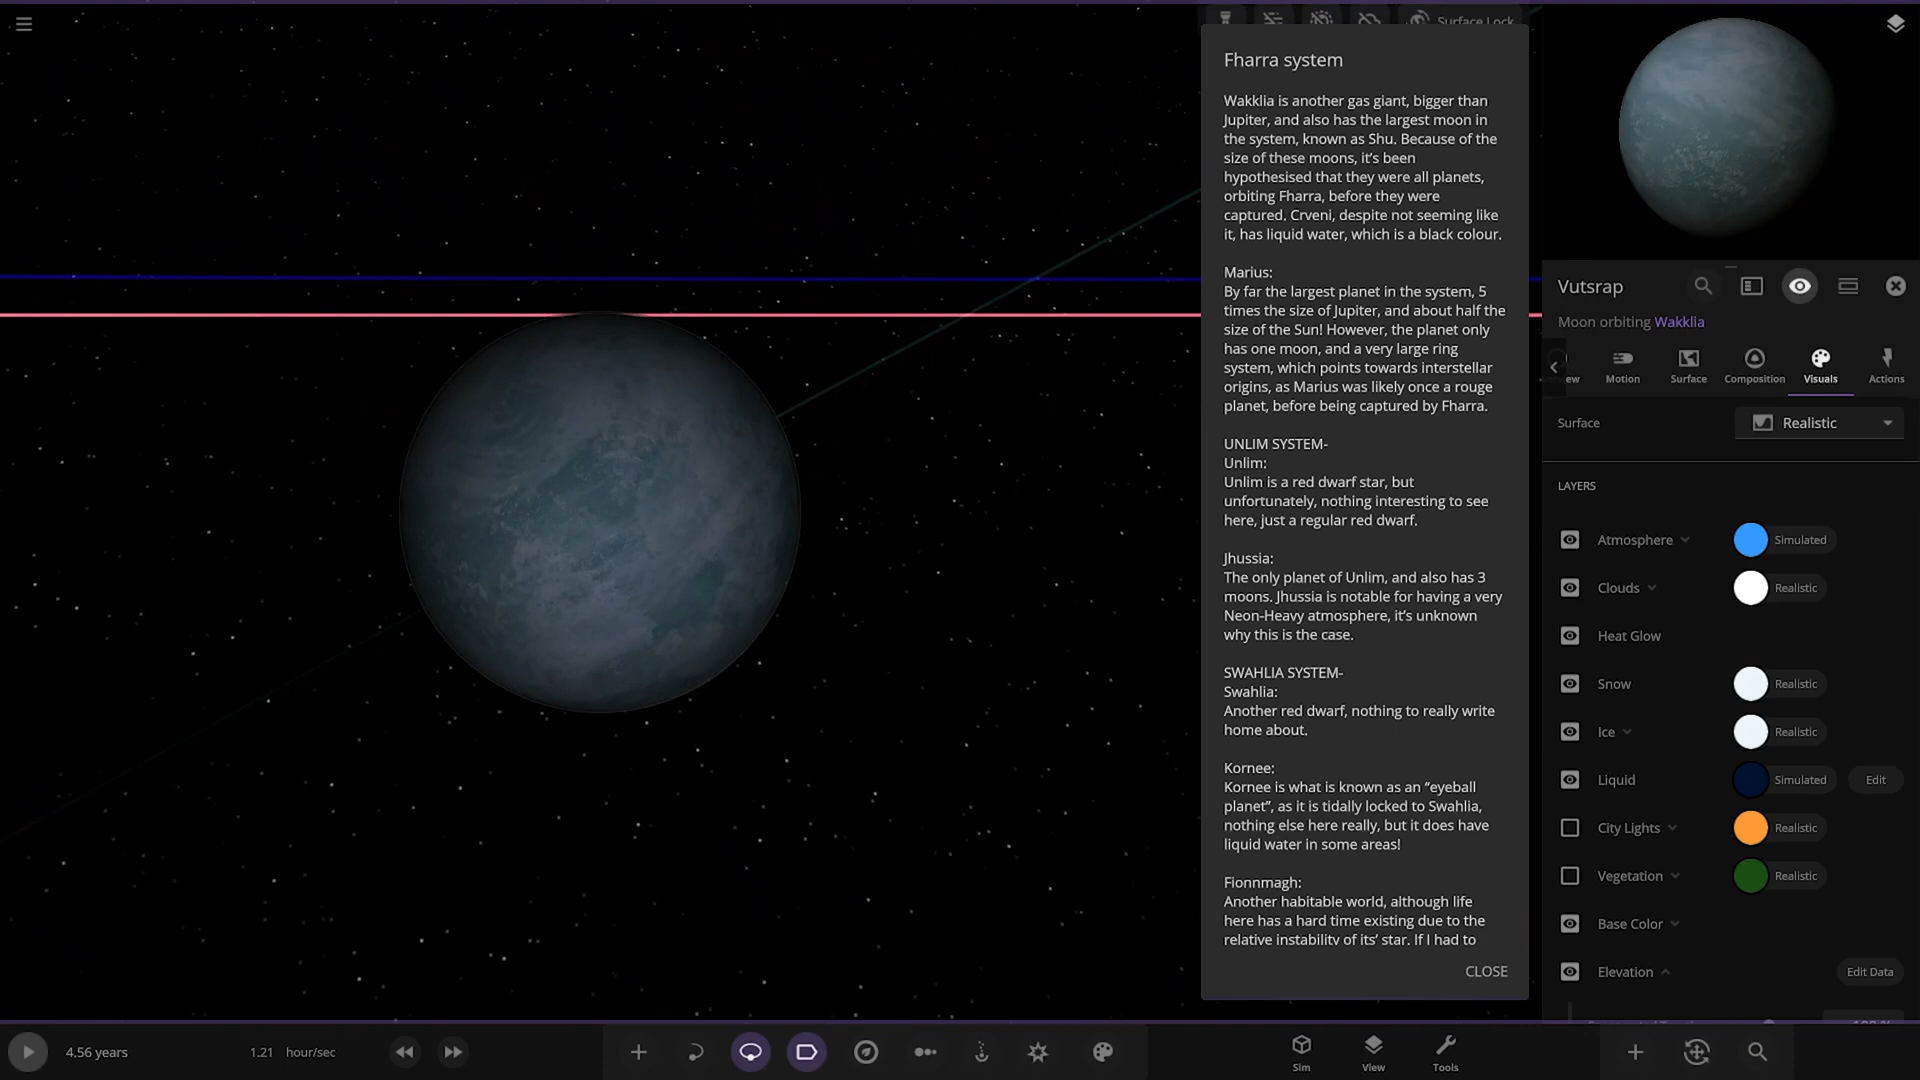 Surface Lock
Fharra system
Wakklia is another gas giant, bigger than
Jupiter, and also has the largest moon in
the system, known as Shu. Because of the
size of these moons, it’s been
hypothesised that they were all planets,
orbiting Fharra, before they were
captured. Crveni, despite not seeming like
it, has liquid water, which is a black colour.
Marius:
By far the largest planet in the system, 5
times the size of Jupiter, and about half the
size of the Sun! However, the planet only
has one moon, and a very large ring
system, which points towards interstellar
origins, as Marius was likely once a rouge
planet, before being captured by Fharra.
UNLIM SYSTEM-
Unlim:
Unlim is a red dwarf star, but
unfortunately, nothing interesting to see
here, just a regular red dwarf.
Jhussia:
The only planet of Unlim, and also has 3
moons. Jhussia is notable for having a very
Neon-Heavy atmosphere, it’s unknown
why this is the case.
SWAHLIA SYSTEM-
Swahlia:
Another red dwarf, nothing to really write
home about.
Kornee:
Kornee is what is known as an “eyeball
planet”, as it is tidally locked to Swahlia,
nothing else here really, but it does have
liquid water in some areas!
Fionnmagh:
Another habitable world, although life
here has a hard time existing due to the
relative instability of its’ star. If I had to
CLOSE
Vutsrap
Moon orbiting Wakklia
ew Motion Surface Composition Visuals Actions
Surface Realistic
LAYERS
Atmosphere Simulated
Clouds Realistic
Heat Glow
Snow Realistic
Ice Realistic
Liquid Simulated Edit
City Lights Realistic
Vegetation Realistic
Base Color
Elevation Edit Data
4.56 years 1.21 hour/sec Sim View Tools